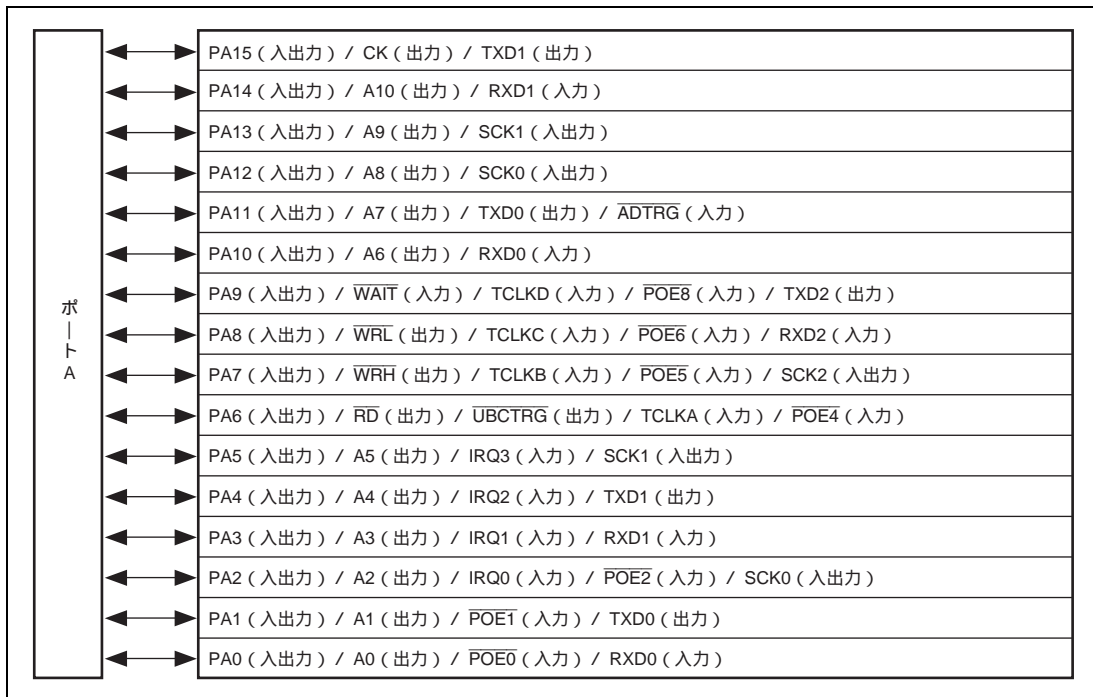 ポートA
PA15(入出力)/ CK(出力)/ TXD1(出力)
PA14(入出力)/ A10(出力)/ RXD1(入力)
PA13(入出力)/ A9(出力)/ SCK1(入出力)
PA12(入出力)/ A8(出力)/ SCK0(入出力)
PA11(入出力)/ A7(出力)/ TXD0(出力)/ ADTRG(入力)
PA10(入出力)/ A6(出力)/ RXD0(入力)
PA9(入出力)/ WAIT(入力)/ TCLKD(入力)/ POE8(入力)/ TXD2(出力)
PA8(入出力)/ WRL(出力)/ TCLKC(入力)/ POE6(入力)/ RXD2(入力)
PA7(入出力)/ WRH(出力)/ TCLKB(入力)/ POE5(入力)/ SCK2(入出力)
PA6(入出力)/ RD(出力)/ UBCTRG(出力)/ TCLKA(入力)/ POE4(入力)
PA5(入出力)/ A5(出力)/ IRQ3(入力)/ SCK1(入出力)
PA4(入出力)/ A4(出力)/ IRQ2(入力)/ TXD1(出力)
PA3(入出力)/ A3(出力)/ IRQ1(入力)/ RXD1(入力)
PA2(入出力)/ A2(出力)/ IRQ0(入力)/ POE2(入力)/ SCK0(入出力)
PA1(入出力)/ A1(出力)/ POE1(入力)/ TXD0(出力)
PA0(入出力)/ A0(出力)/ POE0(入力)/ RXD0(入力)